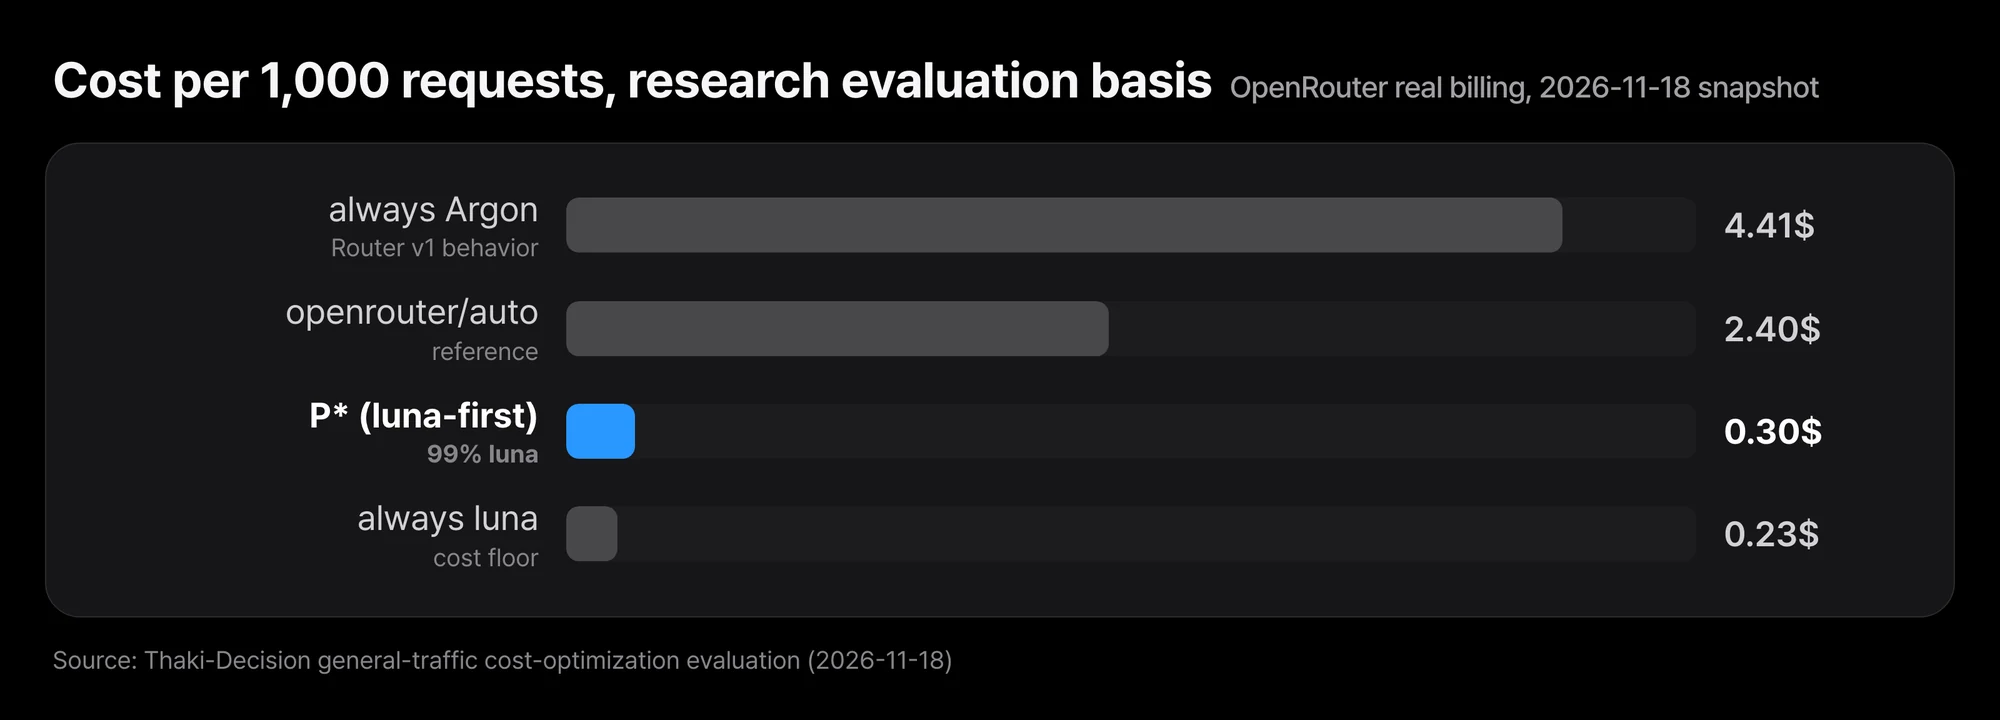 Cost per 1,000 requests, research evaluation basis OpenRouter real billing, 2026-11-18 snapshot
always Argon
Router v1 behavior
4.41$
openrouter/auto
reference
2.40$
P* (luna-first)
99% luna
0.30$
always luna
cost floor
0.23$
Source: Thaki-Decision general-traffic cost-optimization evaluation (2026-11-18)